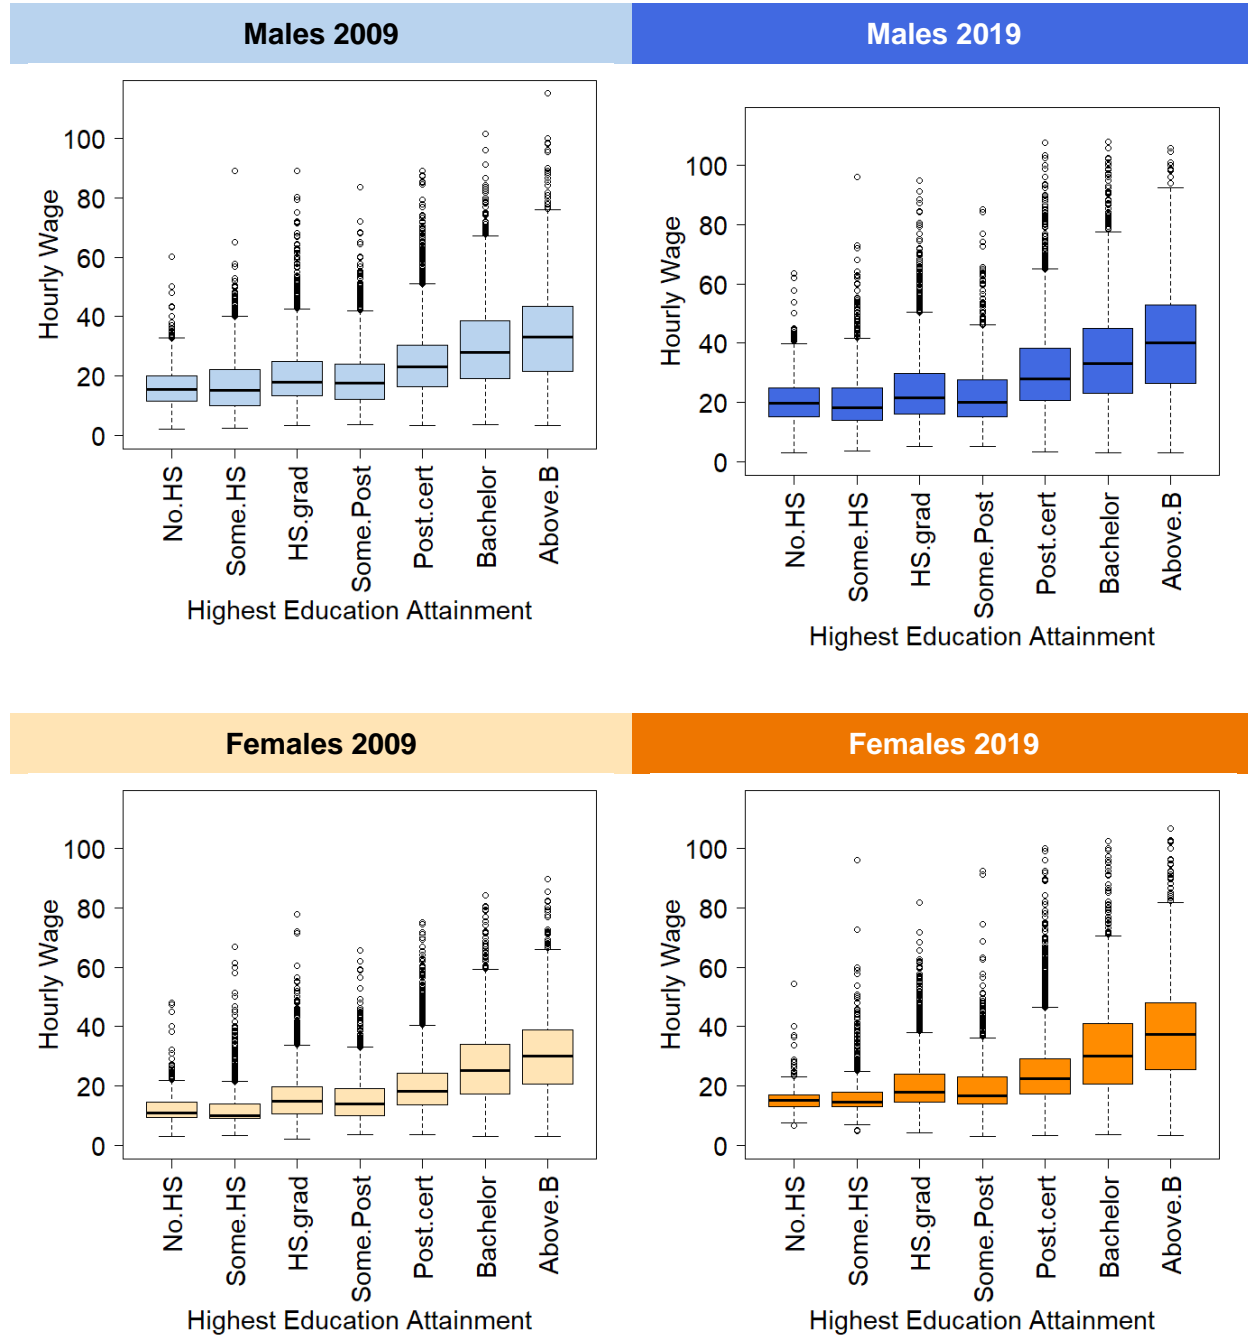 Males 2009
Males 2019
Hourly Wage
100
80
60
40
20
0
No.HS
Some.HS
HS.grad
Some.Post
Post.cert
Bachelor
Above.B
Highest Education Attainment
Hourly Wage
100
80
60
40
20
0
No.HS
Some.HS
HS.grad
Some.Post
Post.cert
Bachelor
Above.B
Highest Education Attainment
Females 2009
Females 2019
Hourly Wage
100
80
60
40
20
0
No.HS
Some.HS
HS.grad
Some.Post
Post.cert
Bachelor
Above.B
Highest Education Attainment
Hourly Wage
100
80
60
40
20
0
No.HS
Some.HS
HS.grad
Some.Post
Post.cert
Bachelor
Above.B
Highest Education Attainment